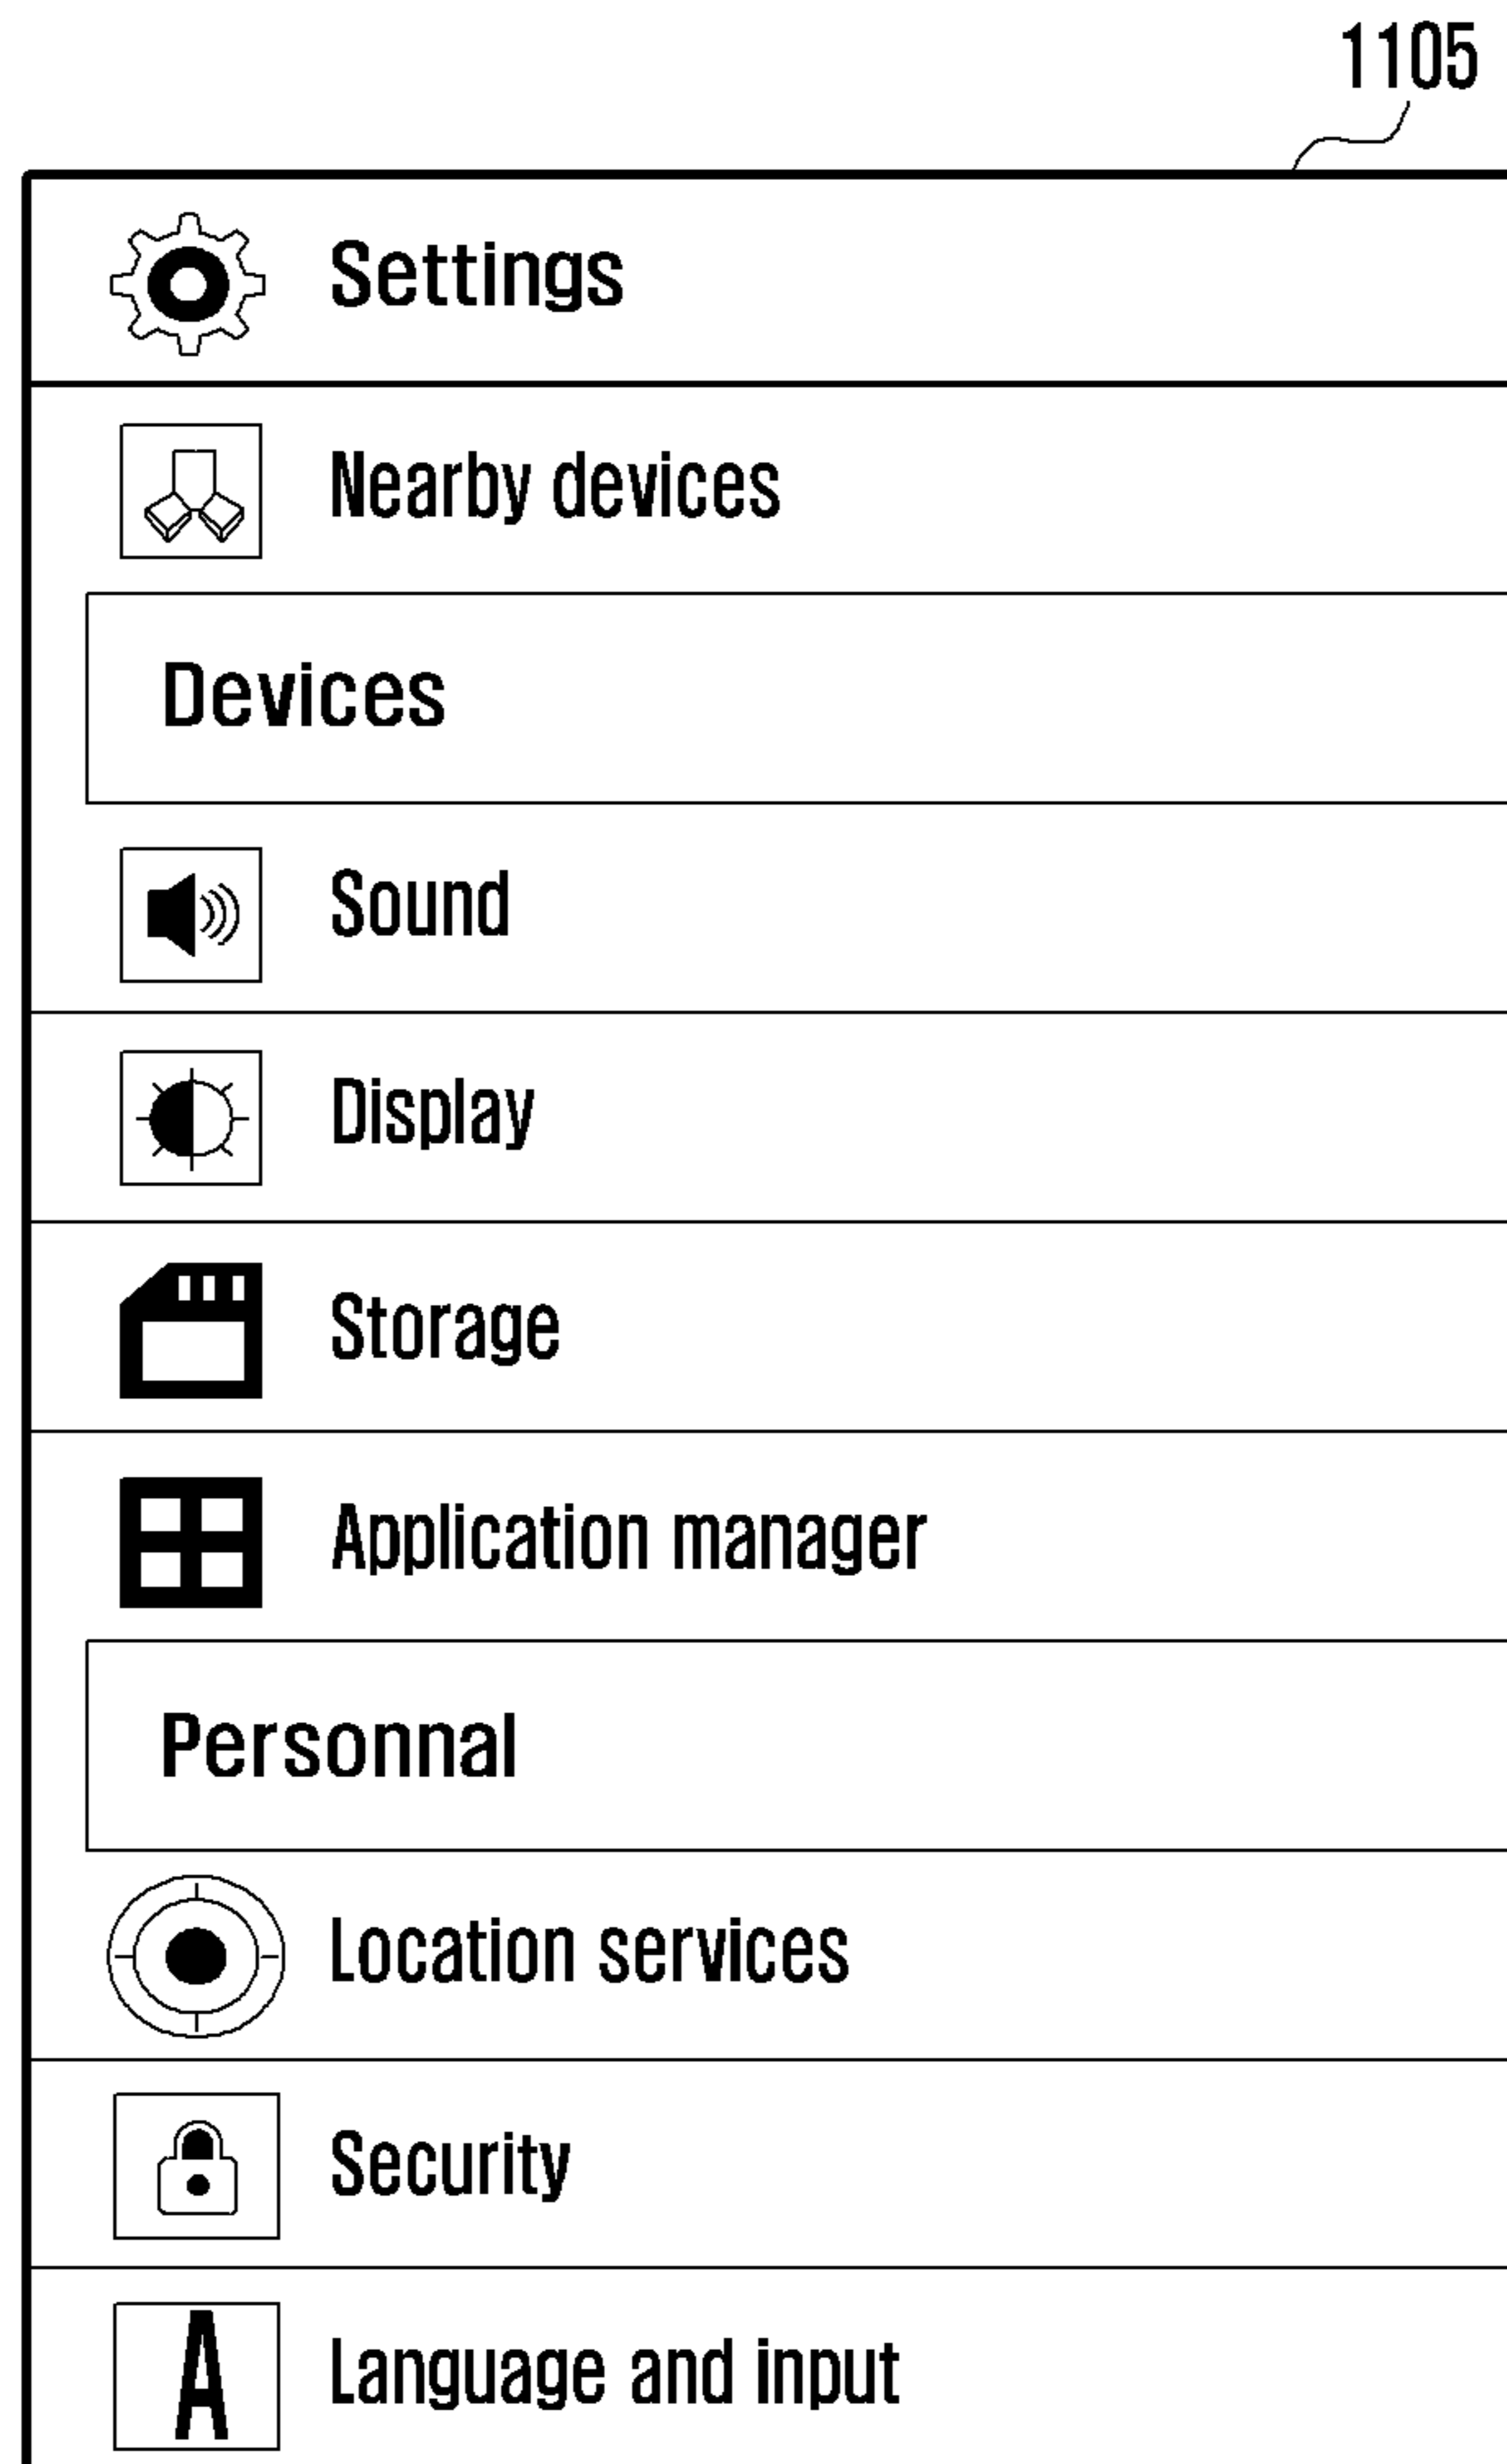 1105
Settings
Nearby devices
Devices
Sound
Display
Storage
Application manager
Personnal
Location services
Security
A
Language and input